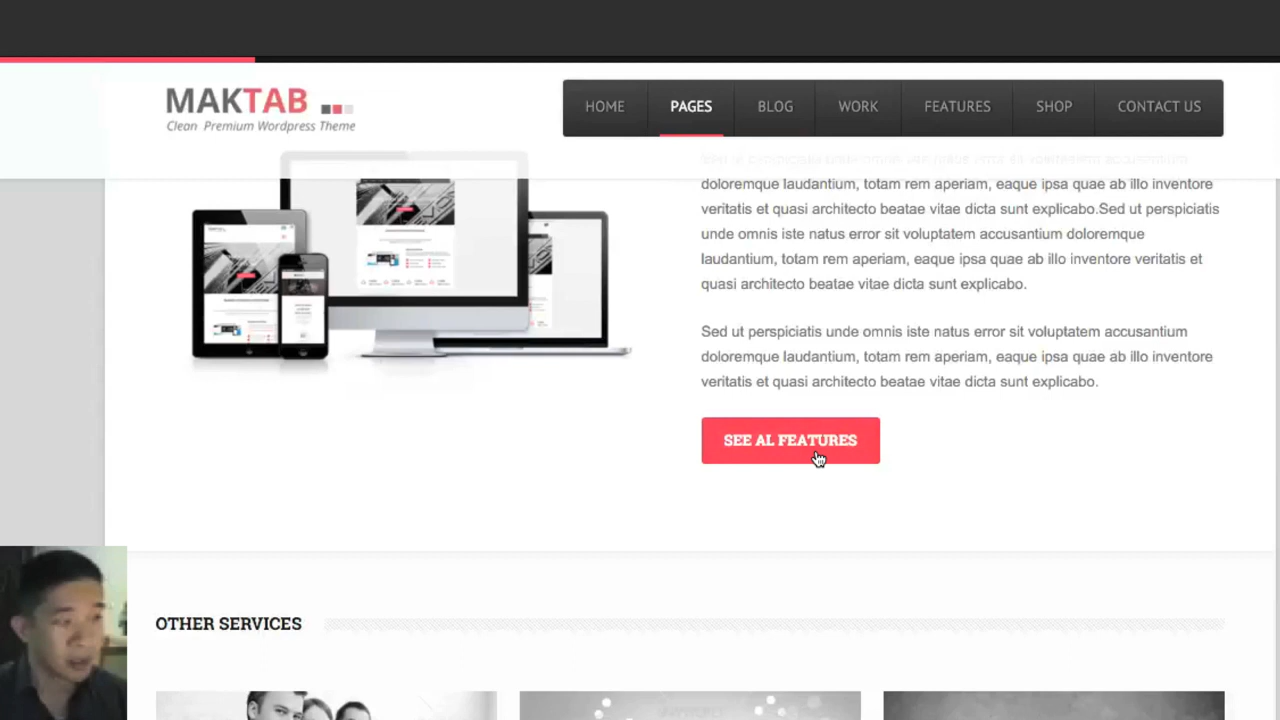 MAKTAB
Clean Premium Wordpress Theme
HOME PAGES BLOG WORK FEATURES SHOP CONTACT US
doloremque laudantium, totam rem aperiam, eaque ipsa quae ab illo inventore
veritatis et quasi architecto beatae vitae dicta sunt explicabo.Sed ut perspiciatis
unde omnis iste natus error sit voluptatem accusantium doloremque
laudantium, totam rem aperiam, eaque ipsa quae ab illo inventore veritatis et
quasi architecto beatae vitae dicta sunt explicabo.
Sed ut perspiciatis unde omnis iste natus error sit voluptatem accusantium
doloremque laudantium, totam rem aperiam, eaque ipsa quae ab illo inventore
veritatis et quasi architecto beatae vitae dicta sunt explicabo.
SEE AL FEATURES
OTHER SERVICES